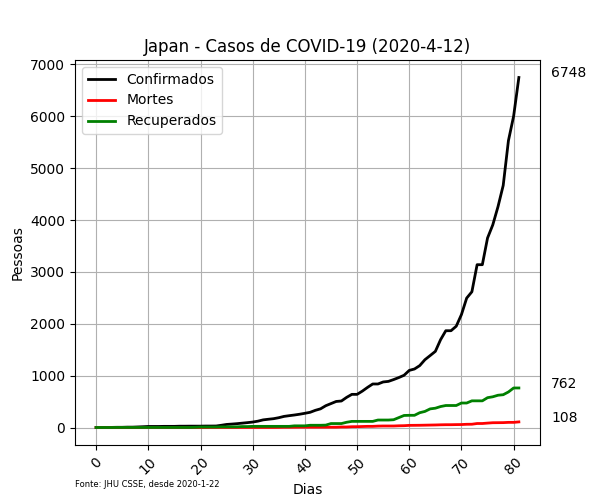 Japan - Casos de COVID-19 (2020-4-12)
7000
6000
5000
4000
3000
2000
1000
0
Pessoas
Confirmados
Mortes
Recuperados
6748
762
108
0
10
20
30
40
50
60
70
80
Dias
Fonte: JHU CSSE, desde 2020-1-22